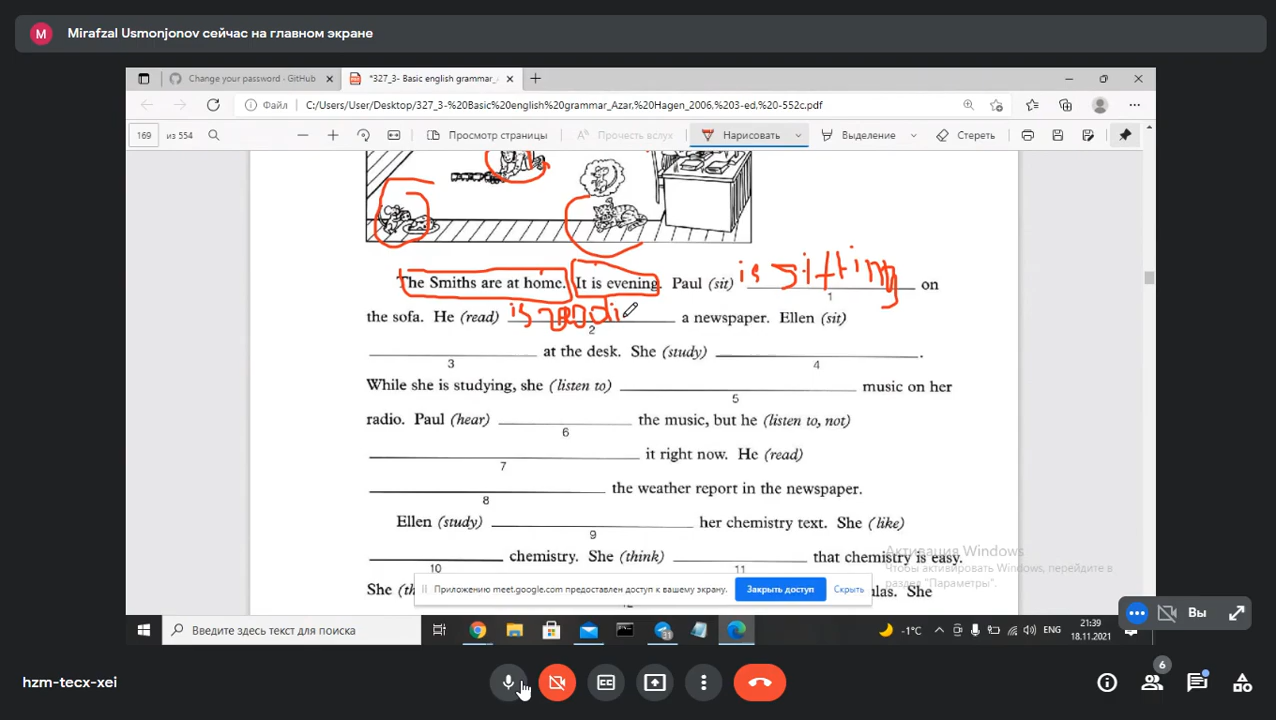 M Mirafzal Usmonjonov сейчас на главном экране
Change your password · GitHub *327_3- Basic english grammar_
Файл C:/Users/User/Desktop/327_3-%20Basic%20english%20grammar_Azar,%20Hagen_2006.%203-ed,%20-552c.pdf
169 из 554 Просмотр страницы Прочесть вслух Нарисовать Выделение Стереть
The Smiths are at home. It is evening. Paul (sit) is sitting on
1
the sofa. He (read) is readi a newspaper. Ellen (sit)
2
at the desk. She (study) .
3 4
While she is studying, she (listen to) music on her
5
radio. Paul (hear) the music, but he (listen to, not)
6
it right now. He (read)
7
the weather report in the newspaper.
8
Ellen (study) her chemistry text. She (like)
9
chemistry. She (think) that chemistry is easy.
10 11
Активация Windows
Чтобы активировать Windows, перейдите в
раздел "Параметры".
She ulas. She
Приложению meet.google.com предоставлен доступ к вашему экрану. Закрыть доступ Скрыть
Введите здесь текст для поиска 31 -1°C ENG 21:39
18.11.2021
Вы
hzm-tecx-xei 6